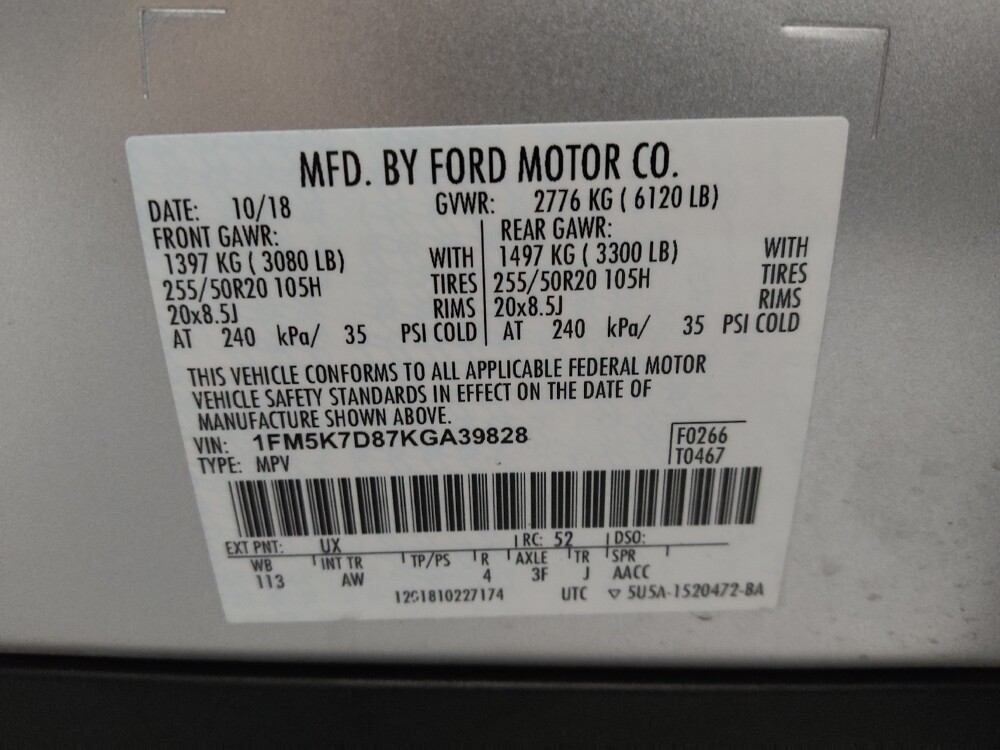 MFD. BY FORD MOTOR CO.
DATE: 10/18 GVWR: 2776 KG ( 6120 LB)
FRONT GAWR: REAR GAWR:
1397 KG ( 3080 LB) WITH 1497 KG ( 3300 LB) WITH
255/50R20 105H TIRES 255/50R20 105H TIRES
20x8.5J RIMS 20x8.5J RIMS
AT 240 kPa/ 35 PSI COLD AT 240 kPa/ 35 PSI COLD
THIS VEHICLE CONFORMS TO ALL APPLICABLE FEDERAL MOTOR
VEHICLE SAFETY STANDARDS IN EFFECT ON THE DATE OF
MANUFACTURE SHOWN ABOVE.
VIN: 1FM5K7D87KGA39828 F0266
TYPE: MPV T0467
EXT PNT: UX RC: 52 DSO:
WB INT TR TP/PS R AXLE TR SPR
113 AW 4 3F J AACC
UTC ▽ 5U5A-1520472-BA